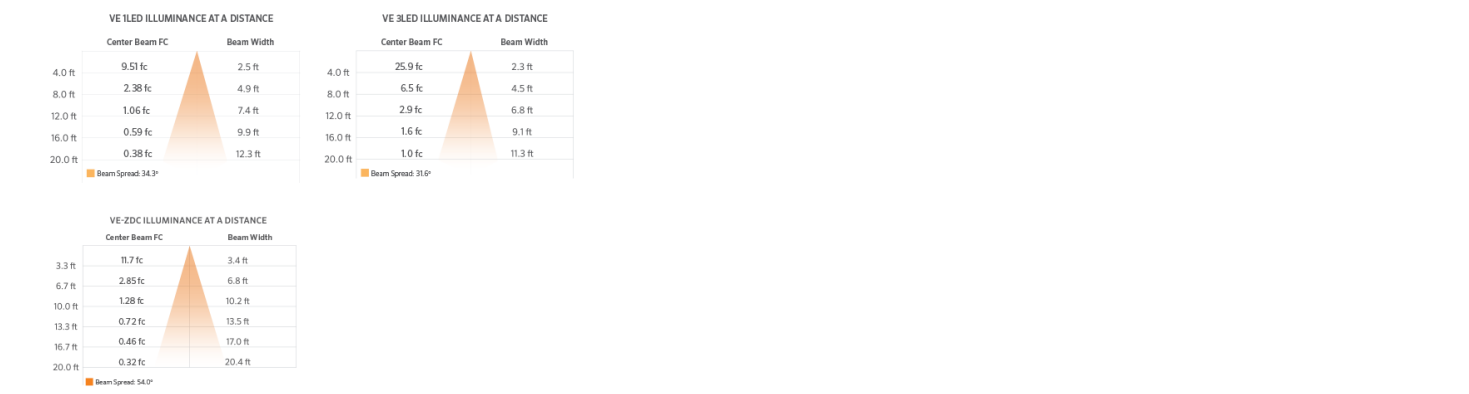 VE 1LED ILLUMINANCE AT A DISTANCE
Center Beam FC Beam Width
9.51 fc 2.5 ft
4.0 ft
2.38 fc 4.9 ft
8.0 ft
1.06 fc 7.4 ft
12.0 ft
0.59 fc 9.9 ft
16.0 ft
0.38 fc 12.3 ft
20.0 ft
Beam Spread: 34.3º
VE 3LED ILLUMINANCE AT A DISTANCE
Center Beam FC Beam Width
25.9 fc 2.3 ft
4.0 ft
6.5 fc 4.5 ft
8.0 ft
2.9 fc 6.8 ft
12.0 ft
1.6 fc 9.1 ft
16.0 ft
1.0 fc 11.3 ft
20.0 ft
Beam Spread: 31.6º
VE-ZDC ILLUMINANCE AT A DISTANCE
Center Beam FC Beam Width
11.7 fc 3.4 ft
3.3 ft
2.85 fc 6.8 ft
6.7 ft
1.28 fc 10.2 ft
10.0 ft
0.72 fc 13.5 ft
13.3 ft
0.46 fc 17.0 ft
16.7 ft
0.32 fc 20.4 ft
20.0 ft
Beam Spread: 54.0º